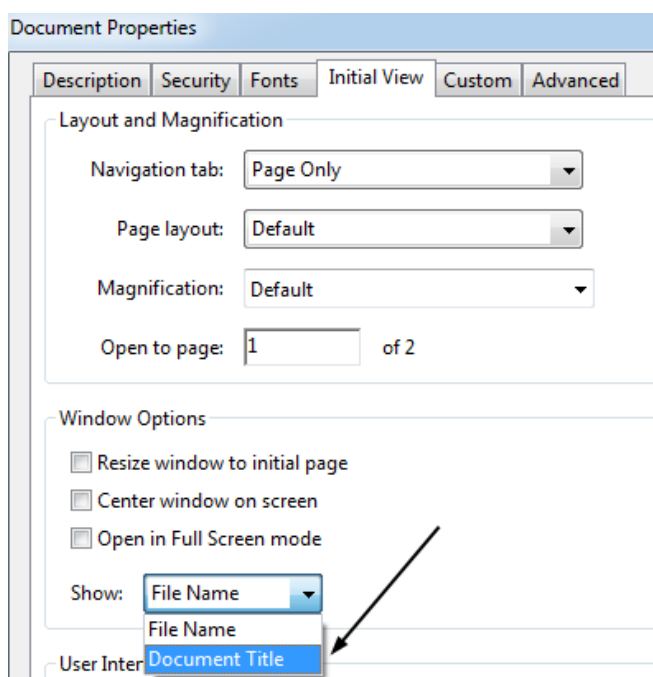 Document Properties
Description Security Fonts Initial View Custom Advanced
Layout and Magnification
Navigation tab: Page Only
Page layout: Default
Magnification: Default
Open to page: 1 of 2
Window Options
Resize window to initial page
Center window on screen
Open in Full Screen mode
Show: File Name
File Name
User Inter Document Title